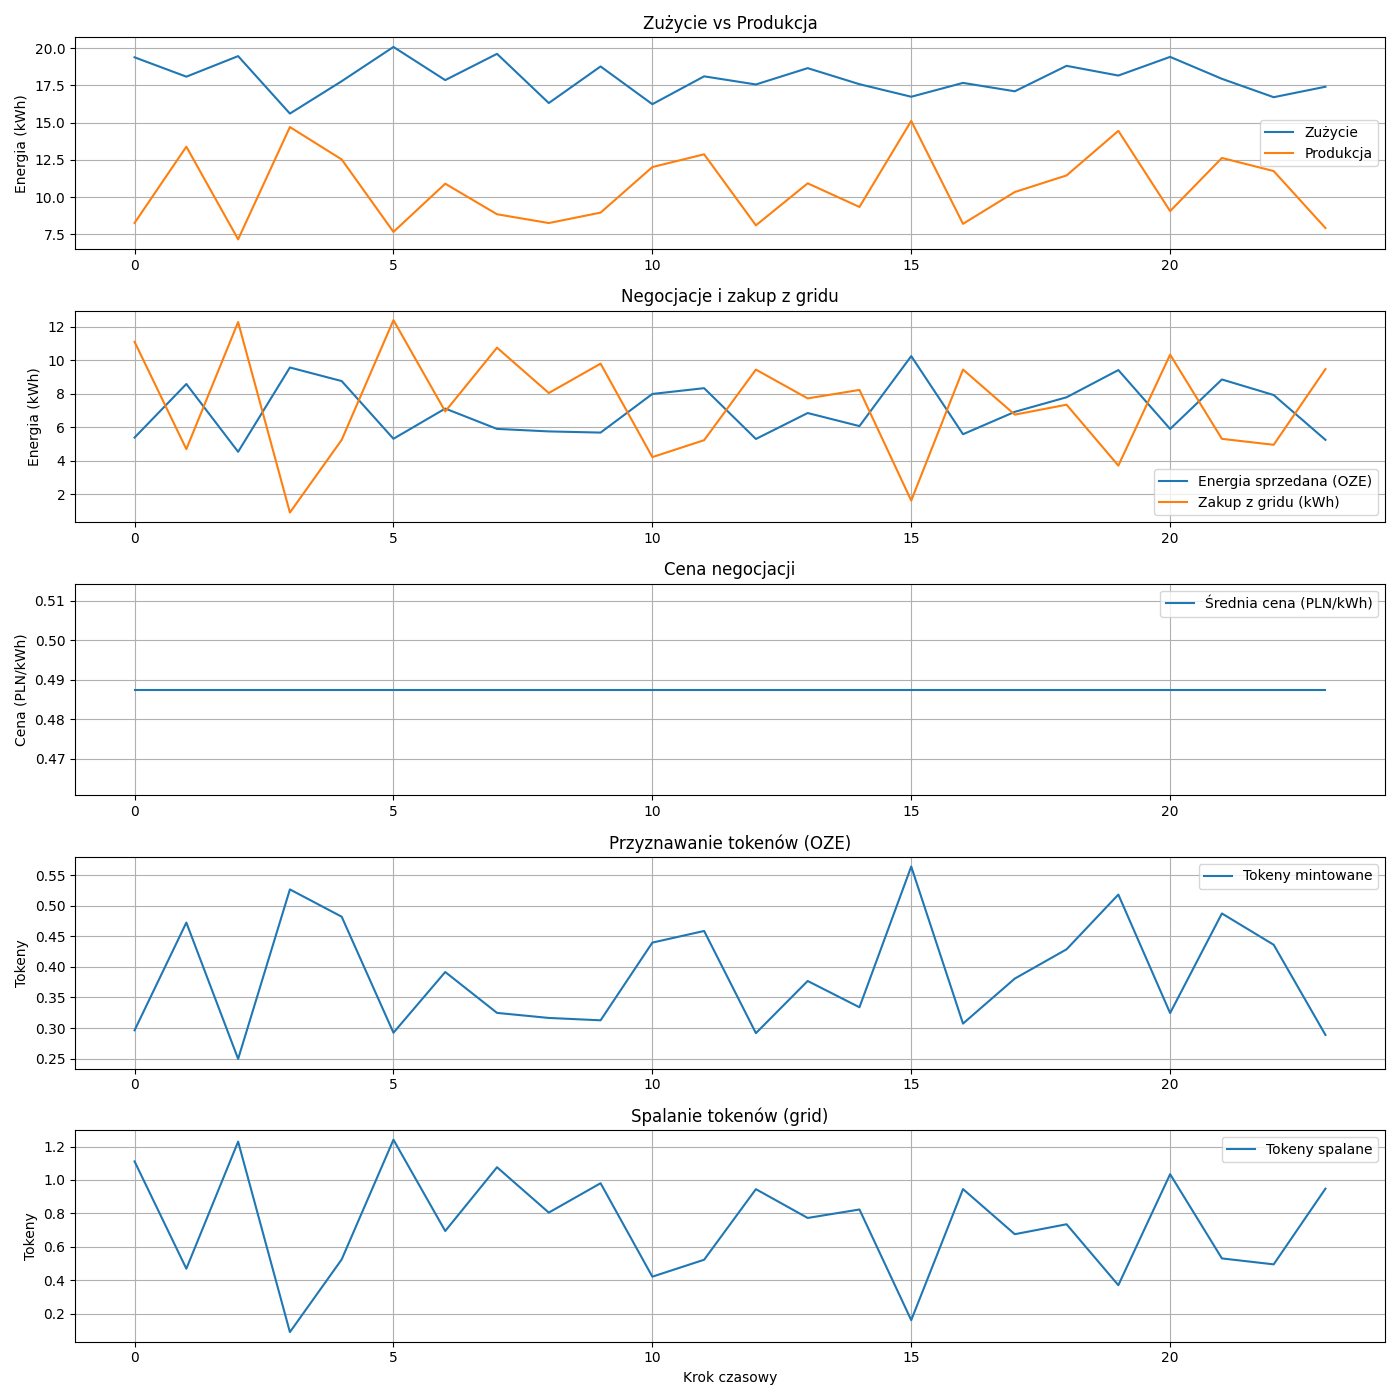 Zużycie vs Produkcja
Energia (kWh)
20.0
17.5
15.0
12.5
10.0
7.5
Zużycie
Produkcja
0 5 10 15 20
Negocjacje i zakup z gridu
Energia (kWh)
12
10
8
6
4
2
Energia sprzedana (OZE)
Zakup z gridu (kWh)
0 5 10 15 20
Cena negocjacji
Cena (PLN/kWh)
0.51
0.50
0.49
0.48
0.47
Średnia cena (PLN/kWh)
0 5 10 15 20
Przyznawanie tokenów (OZE)
Tokeny
0.55
0.50
0.45
0.40
0.35
0.30
0.25
Tokeny mintowane
0 5 10 15 20
Spalanie tokenów (grid)
Tokeny
1.2
1.0
0.8
0.6
0.4
0.2
Tokeny spalane
0 5 10 15 20
Krok czasowy